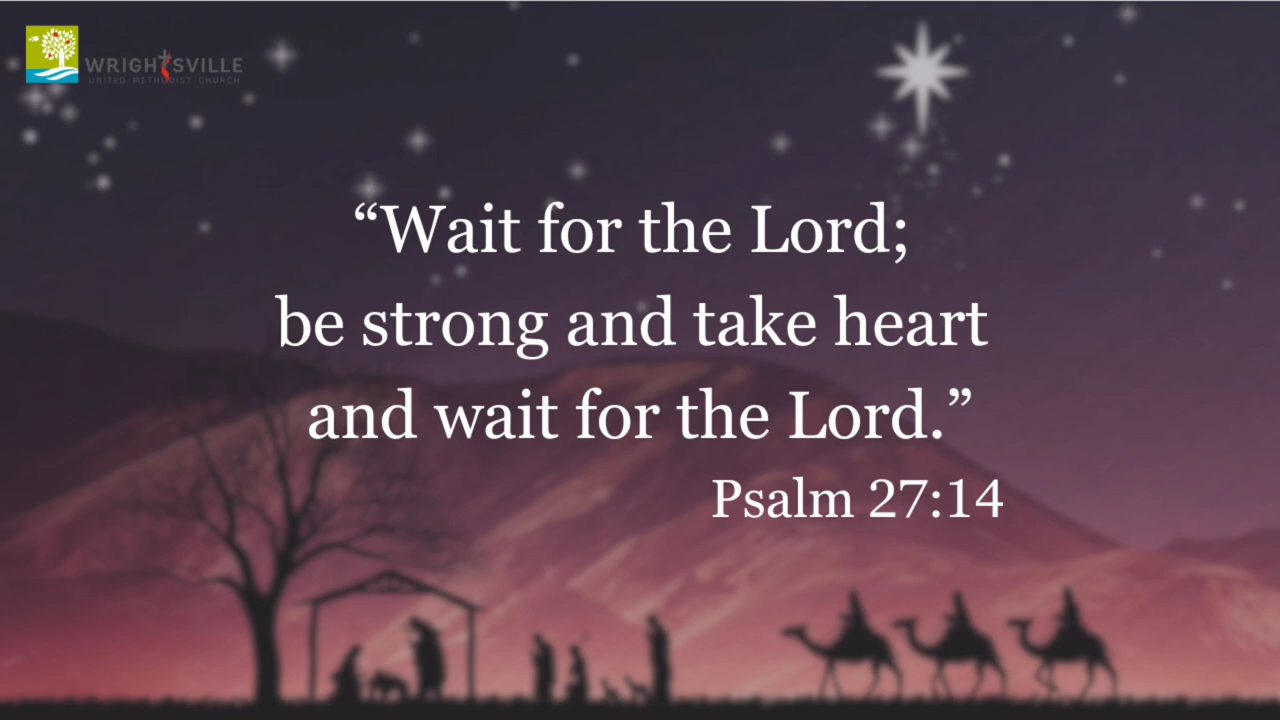 WRIGHTSVILLE
UNITED METHODIST CHURCH
“Wait for the Lord;
be strong and take heart
and wait for the Lord.”
Psalm 27:14